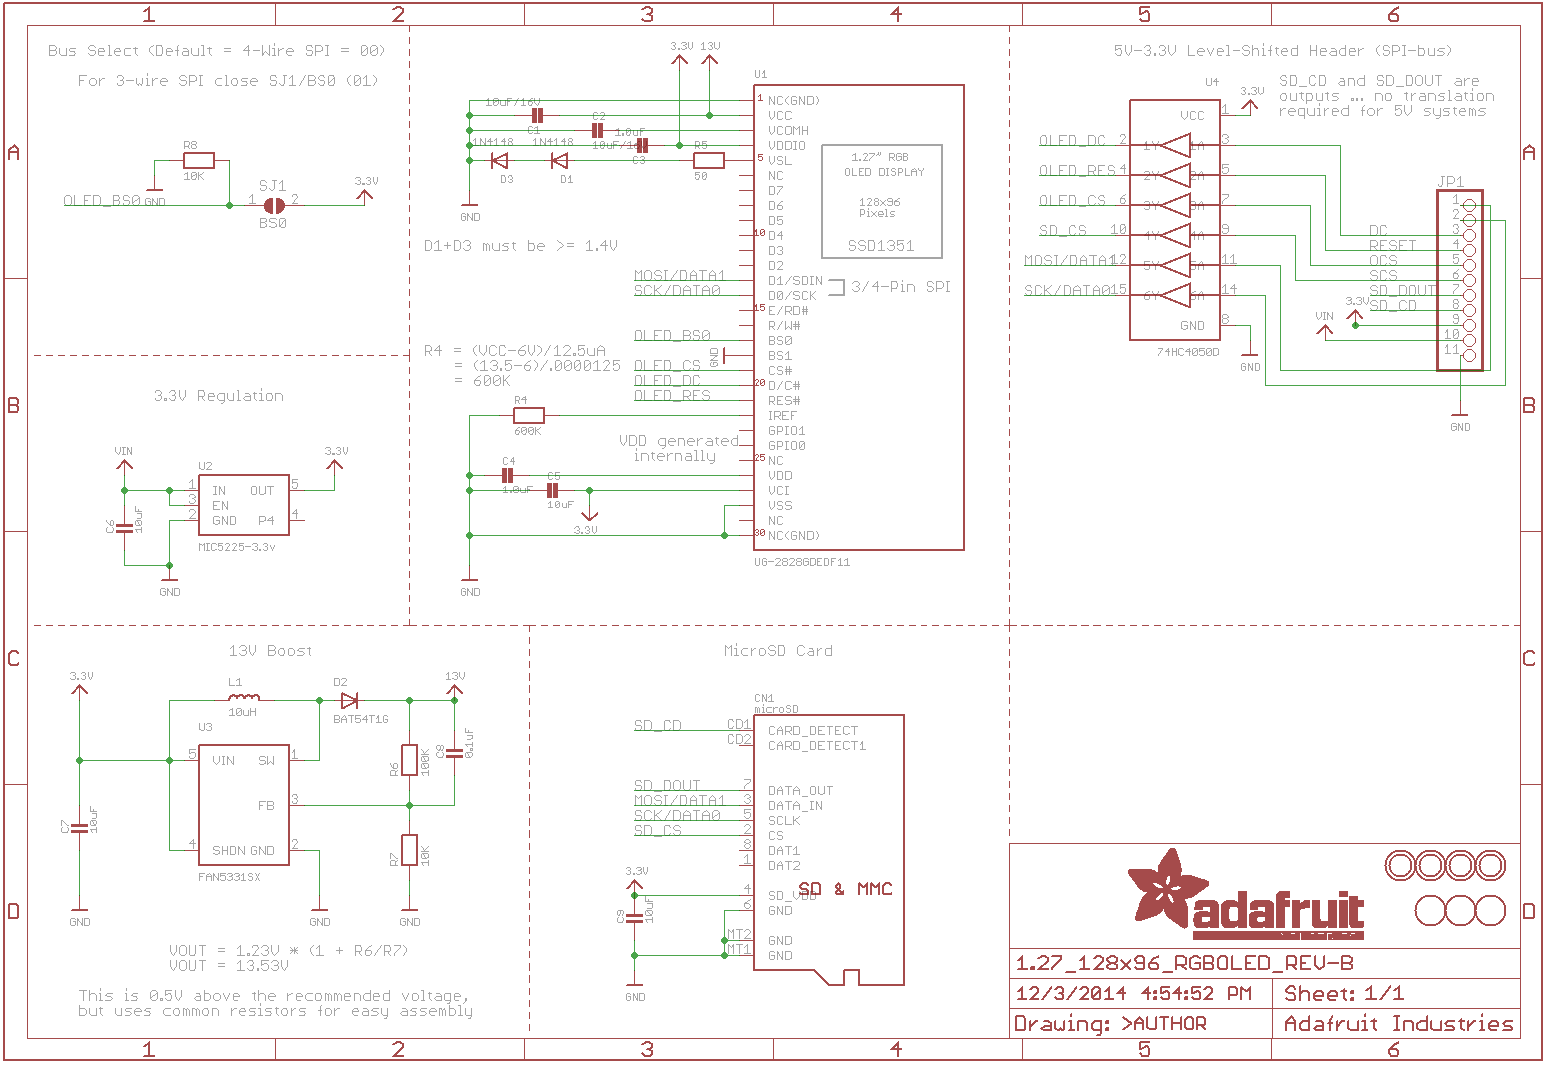 1 2 3 4 5 6
A
B
C
D
Bus Select (Default = 4-Wire SPI = 00)
For 3-wire SPI close SJ1/BS0 (01)
R8
10K
GND
OLED_BS0
SJ1
1 2
BS0
3.3V
3.3V Regulation
VIN
C6
10uF
U2
1 IN OUT 5
3 EN
2 GND P4 4
MIC5225-3.3v
3.3V
GND
3.3V 13V
10uF/16V
C1
C2
1.0uF
10uF/16V
C3
1N4148 1N4148
D3 D1
R5
50
GND
D1+D3 must be >= 1.4V
U1
1 NC(GND)
VCC
VCOMH
VDDIO
5 VSL
NC
D7
D6
D5
10 D4
D3
D2
MOSI/DATA1 D1/SDIN
SCK/DATA0 D0/SCK
3/4-Pin SPI
15 E/RD#
R/W#
OLED_BS0 BS0
GND BS1
OLED_CS CS#
OLED_DC 20 D/C#
OLED_RES RES#
IREF
GPIO1
GPIO0
25 NC
VDD
VCI
VSS
NC
30 NC(GND)
UG-2828GDEDF11
1.27" RGB
OLED DISPLAY
128x96
Pixels
SSD1351
R4 = (VCC-6V)/12.5uA
= (13.5-6)/.0000125
= 600K
R4
600K
VDD generated
internally
C4
1.0uF
C5
10uF
3.3V
GND
5V-3.3V Level-Shifted Header (SPI-bus)
SD_CD and SD_DOUT are
outputs ... no translation
required for 5V systems
U4
3.3V
VCC 1
OLED_DC 2 1Y 1A 3
OLED_RES 4 2Y 2A 5
OLED_CS 6 3Y 3A 7
SD_CS 10 4Y 4A 9
MOSI/DATA1 12 5Y 5A 11
SCK/DATA0 15 6Y 6A 14
GND 8
74HC4050D
GND
JP1
1
2
DC 3
RESET 4
OCS 5
SCS 6
SD_DOUT 7
SD_CD 8
3.3V 9
VIN 10
11
GND
13V Boost
3.3V
L1
10uH
D2
BAT54T1G
13V
U3
5 VIN SW 1
FB 3
4 SHDN GND 2
FAN5331SX
R6
100K
C8
0.1uF
C7
10uF
R7
10K
GND GND GND
VOUT = 1.23V * (1 + R6/R7)
VOUT = 13.53V
This is 0.5V above the recommended voltage,
but uses common resistors for easy assembly
MicroSD Card
CN1
microSD
SD_CD CD1 CARD_DETECT
CD2 CARD_DETECT1
SD_DOUT 7 DATA_OUT
MOSI/DATA1 3 DATA_IN
SCK/DATA0 5 SCLK
SD_CS 2 CS
8 DAT1
1 DAT2
3.3V
4 SD_VDD
SD & MMC
6 GND
C9
10uF
MT2 GND
MT1 GND
GND
adafruit
1.27_128x96_RGBOLED_REV-B
12/3/2014 4:54:52 PM
Sheet: 1/1
Drawing: >AUTHOR
Adafruit Industries
A
B
C
D
1 2 3 4 5 6